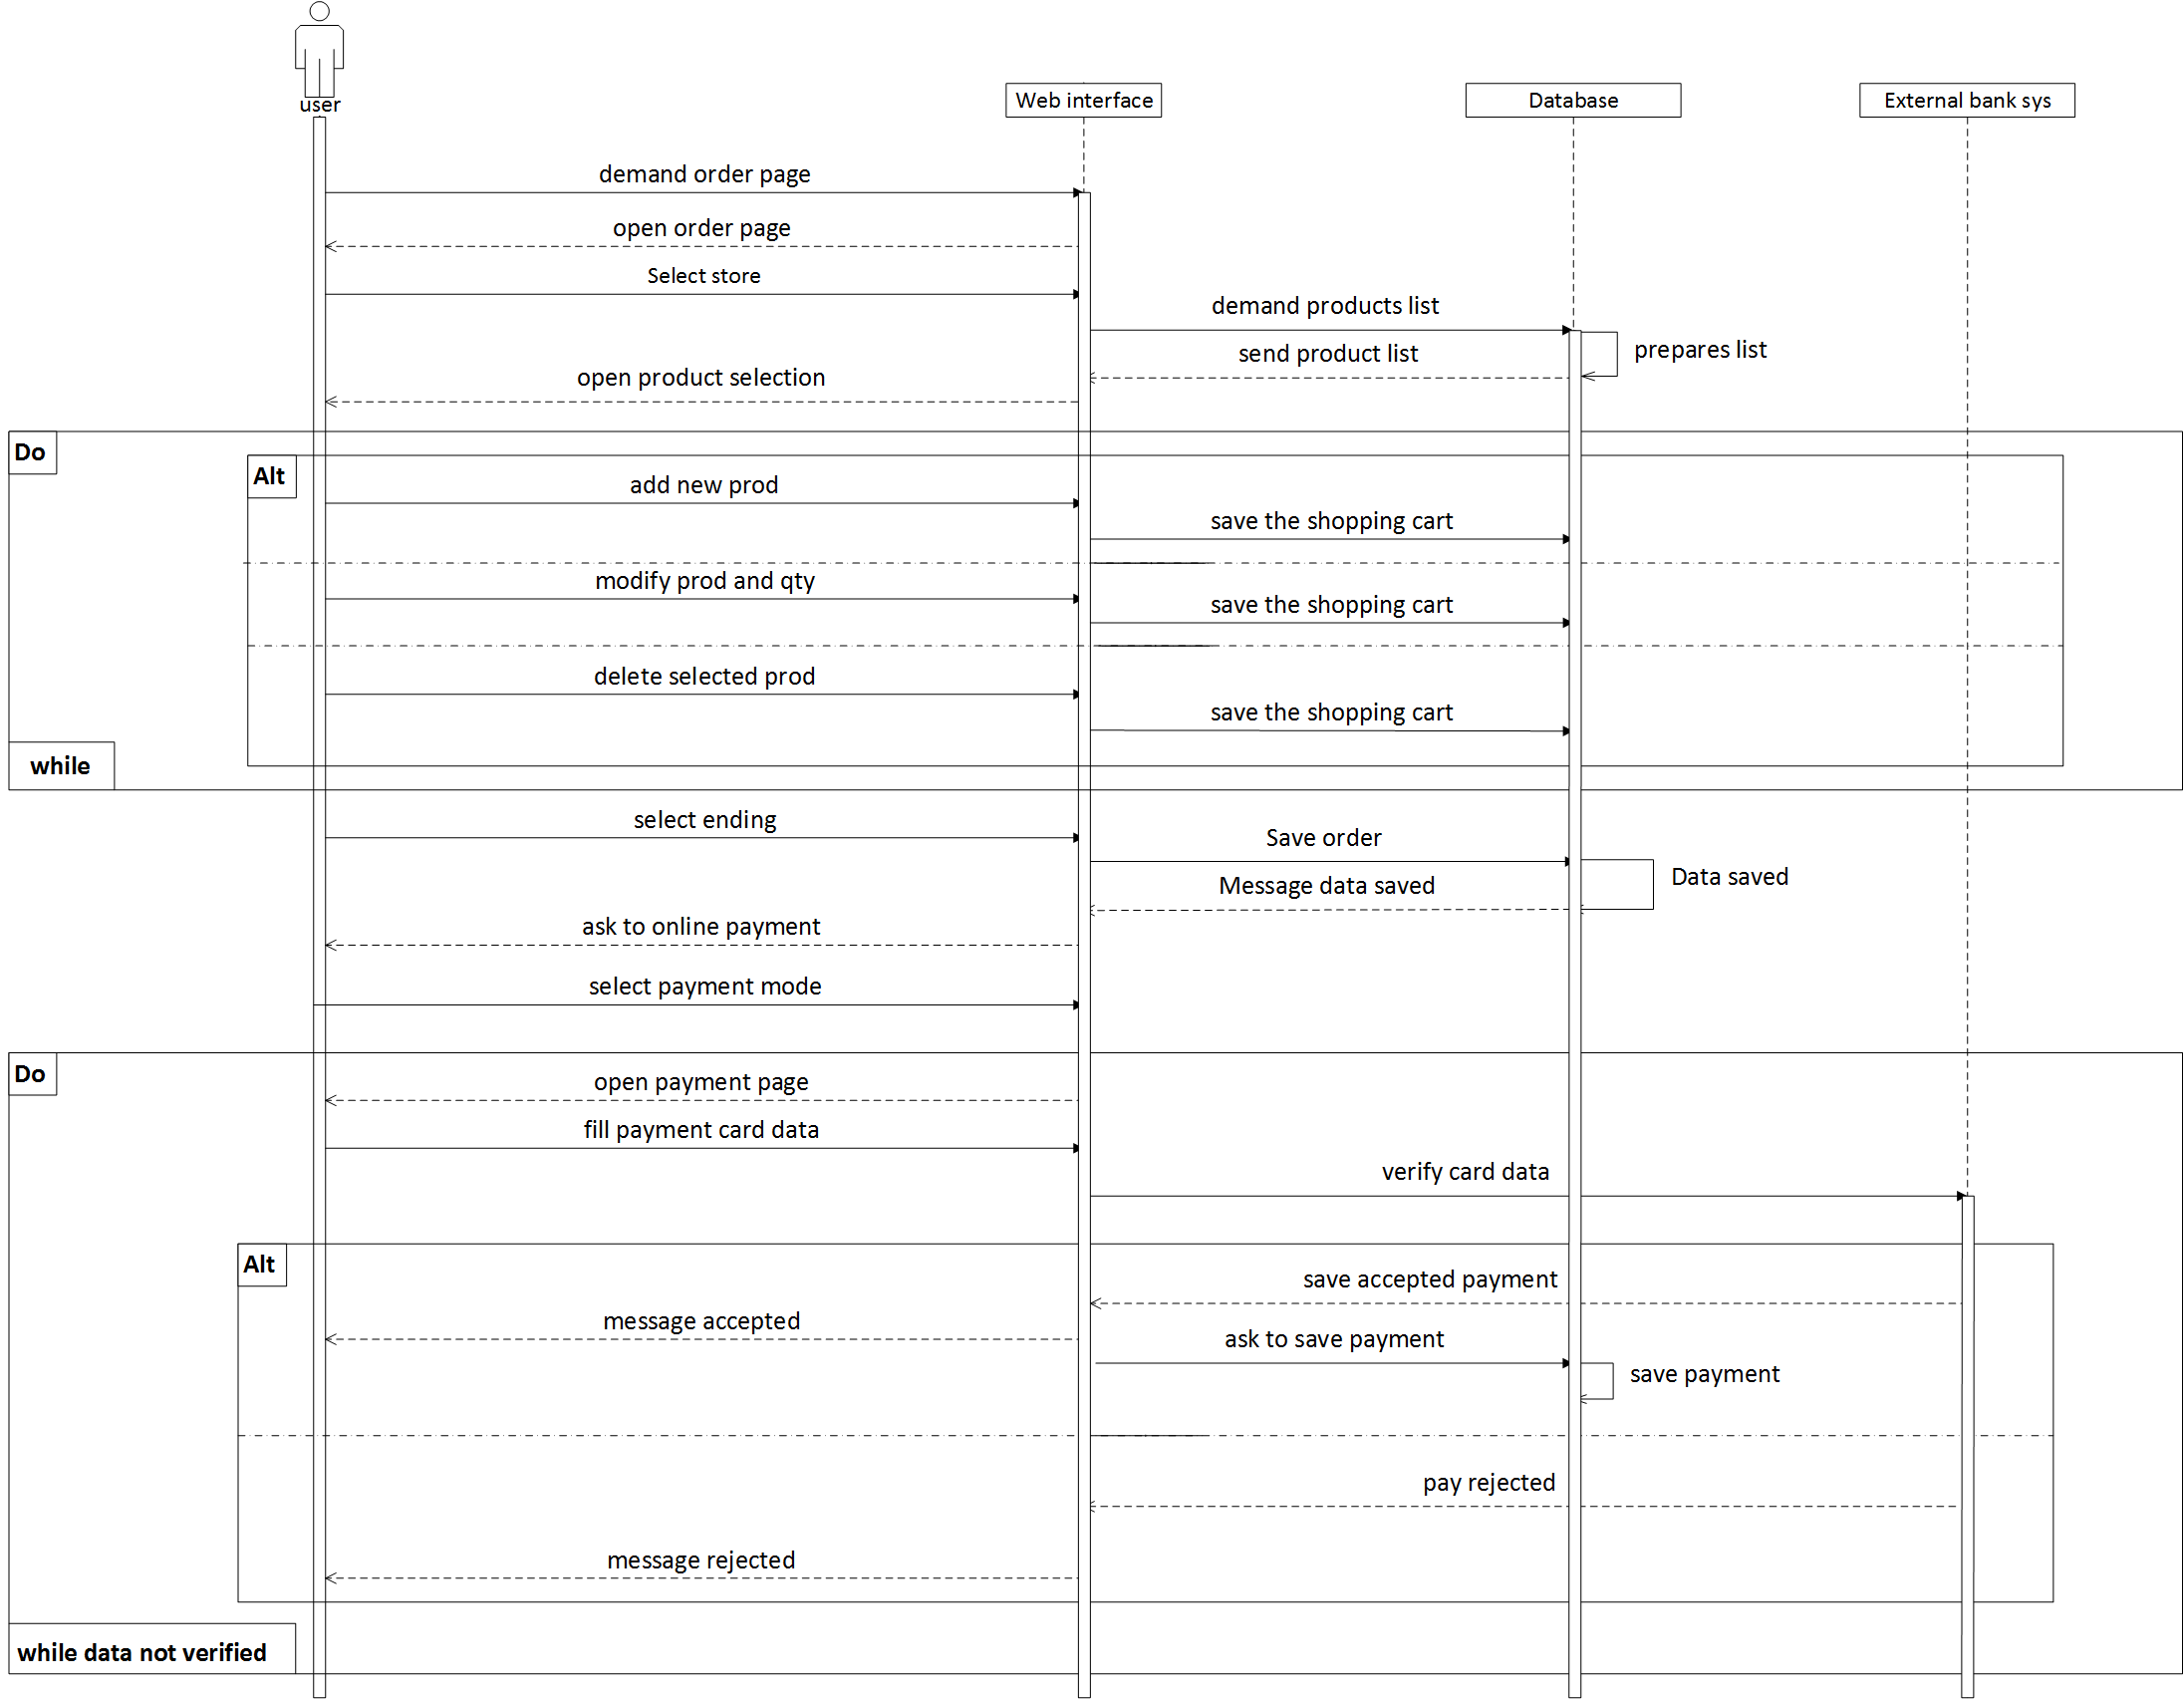 user
Web interface
Database
External bank sys
demand order page
open order page
Select store
demand products list
prepares list
send product list
open product selection
Do
Alt
add new prod
save the shopping cart
modify prod and qty
save the shopping cart
delete selected prod
save the shopping cart
while
select ending
Save order
Data saved
Message data saved
ask to online payment
select payment mode
Do
open payment page
fill payment card data
verify card data
Alt
save accepted payment
message accepted
ask to save payment
save payment
pay rejected
message rejected
while data not verified